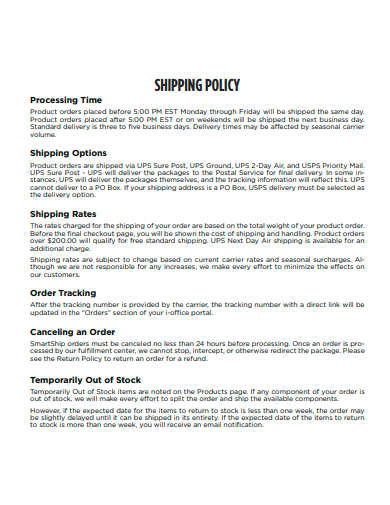 SHIPPING POLICY
Processing Time
Product orders placed before 5:00 PM EST Monday through Friday will be shipped the same day.
Product orders placed after 5:00 PM EST or on weekends will be shipped the next business day.
Standard delivery is three to five business days. Delivery times may be affected by seasonal carrier
volume.
Shipping Options
Product orders are shipped via UPS Sure Post, UPS Ground, UPS 2-Day Air, and USPS Priority Mail.
UPS Sure Post - UPS will deliver the packages to the Postal Service for final delivery. In some in-
stances, UPS will deliver the packages themselves, and the tracking information will reflect this. UPS
cannot deliver to a PO Box. If your shipping address is a PO Box, USPS delivery must be selected as
the delivery option.
Shipping Rates
The rates charged for the shipping of your order are based on the total weight of your product order.
Before the final checkout page, you will be shown the cost of shipping and handling. Product orders
over $200.00 will qualify for free standard shipping. UPS Next Day Air shipping is available for an
additional charge.
Shipping rates are subject to change based on current carrier rates and seasonal surcharges. Al-
though we are not responsible for any increases, we make every effort to minimize the effects on
our customers.
Order Tracking
After the tracking number is provided by the carrier, the tracking number with a direct link will be
updated in the “Orders” section of your i-office portal.
Canceling an Order
SmartShip orders must be canceled no less than 24 hours before processing. Once an order is pro-
cessed by our fulfillment center, we cannot stop, intercept, or otherwise redirect the package. Please
see the Return Policy to return an order for a refund.
Temporarily Out of Stock
Temporarily Out of Stock items are noted on the Products page. If any component of your order is
out of stock, we will make every effort to split the order and ship the available components.
However, if the expected date for the items to return to stock is less than one week, the order may
be slightly delayed until it can be shipped in its entirety. If the expected date of the items to return
to stock is more than one week, you will receive an email notification.